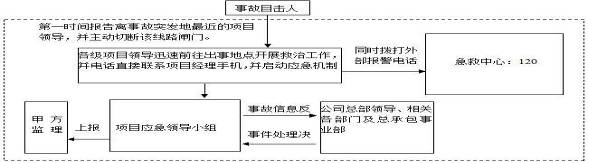 事故目击人
第一时间报告离事故突发地最近的项目
领导，并主动切断该线路闸门。
各级项目领导迅速前往出事地点开展救治工作，
并电话直接联系项目经理手机，并启动应急机制
同时拨打外
部报警电话
急救中心：120
甲方
监理
上报
项目应急领导小组
事故信息反
事件处理决
公司总部领导、相关
各部门及总承包事
业部